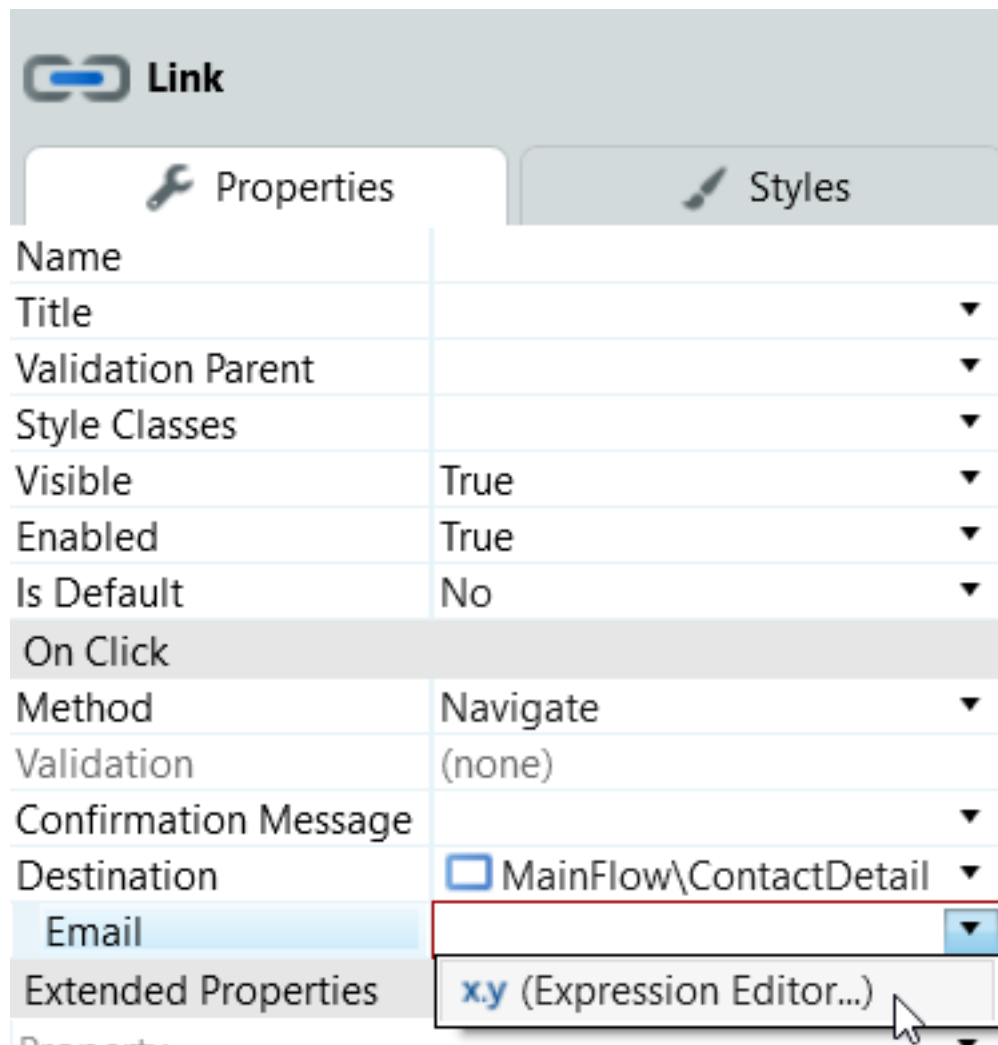 Link
Properties Styles
Name
Title
Validation Parent
Style Classes
Visible True
Enabled True
Is Default No
On Click
Method Navigate
Validation (none)
Confirmation Message
Destination MainFlow\ContactDetail
Email
Extended Properties x.y (Expression Editor...)
Property